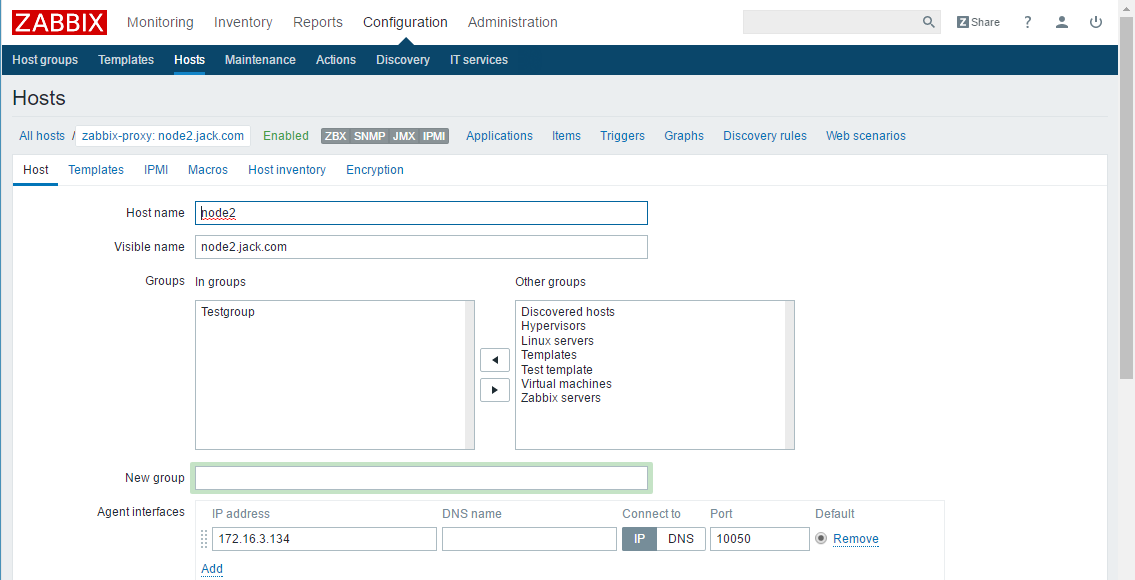 ZABBIX Monitoring Inventory Reports Configuration Administration Z Share ?
Host groups Templates Hosts Maintenance Actions Discovery IT services
Hosts
All hosts / zabbix-proxy: node2.jack.com Enabled ZBX SNMP JMX IPMI Applications Items Triggers Graphs Discovery rules Web scenarios
Host Templates IPMI Macros Host inventory Encryption
Host name node2
Visible name node2.jack.com
Groups In groups Other groups
Testgroup Discovered hosts
Hypervisors
Linux servers
Templates
Test template
Virtual machines
Zabbix servers
New group
Agent interfaces IP address DNS name Connect to Port Default
172.16.3.134 IP DNS 10050 Remove
Add